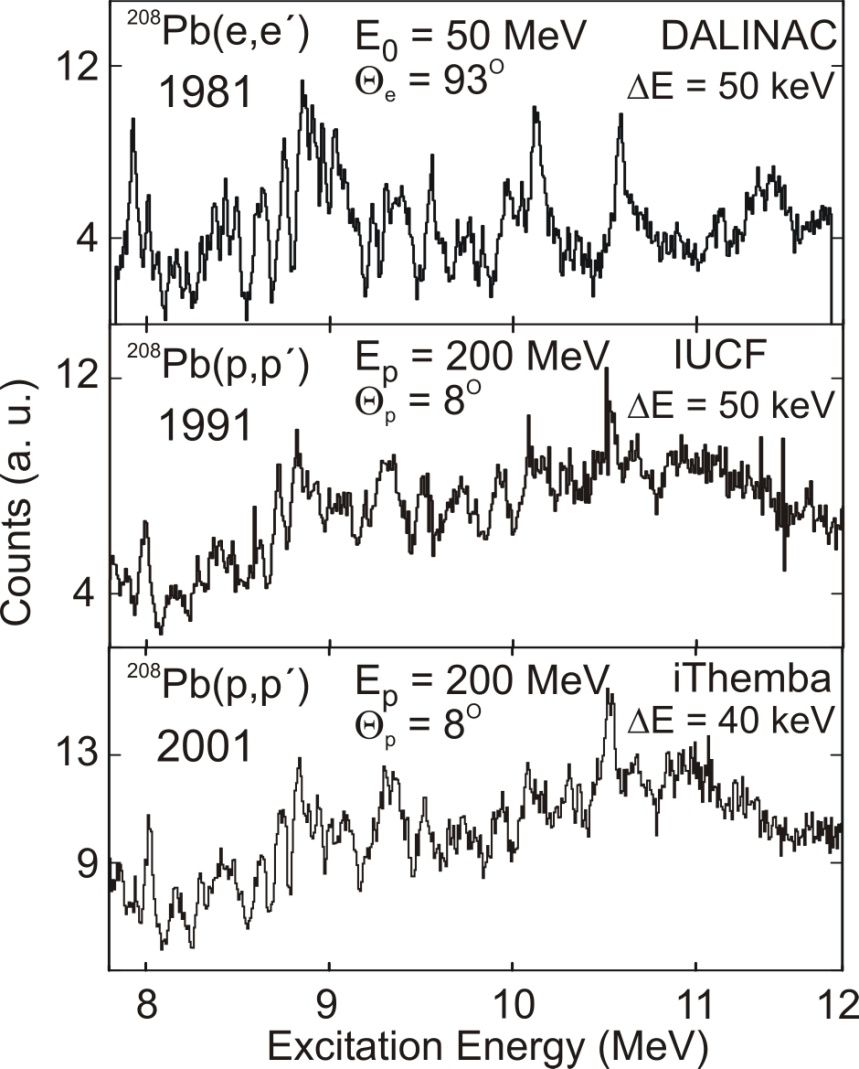 ²⁰⁸Pb(e,e´) E₀ = 50 MeV DALINAC
1981 Θₑ = 93° ΔE = 50 keV
12
4
²⁰⁸Pb(p,p´) Eₚ = 200 MeV IUCF
1991 Θₚ = 8° ΔE = 50 keV
12
4
Counts (a. u.)
²⁰⁸Pb(p,p´) Eₚ = 200 MeV iThemba
2001 Θₚ = 8° ΔE = 40 keV
13
9
8 9 10 11 12
Excitation Energy (MeV)